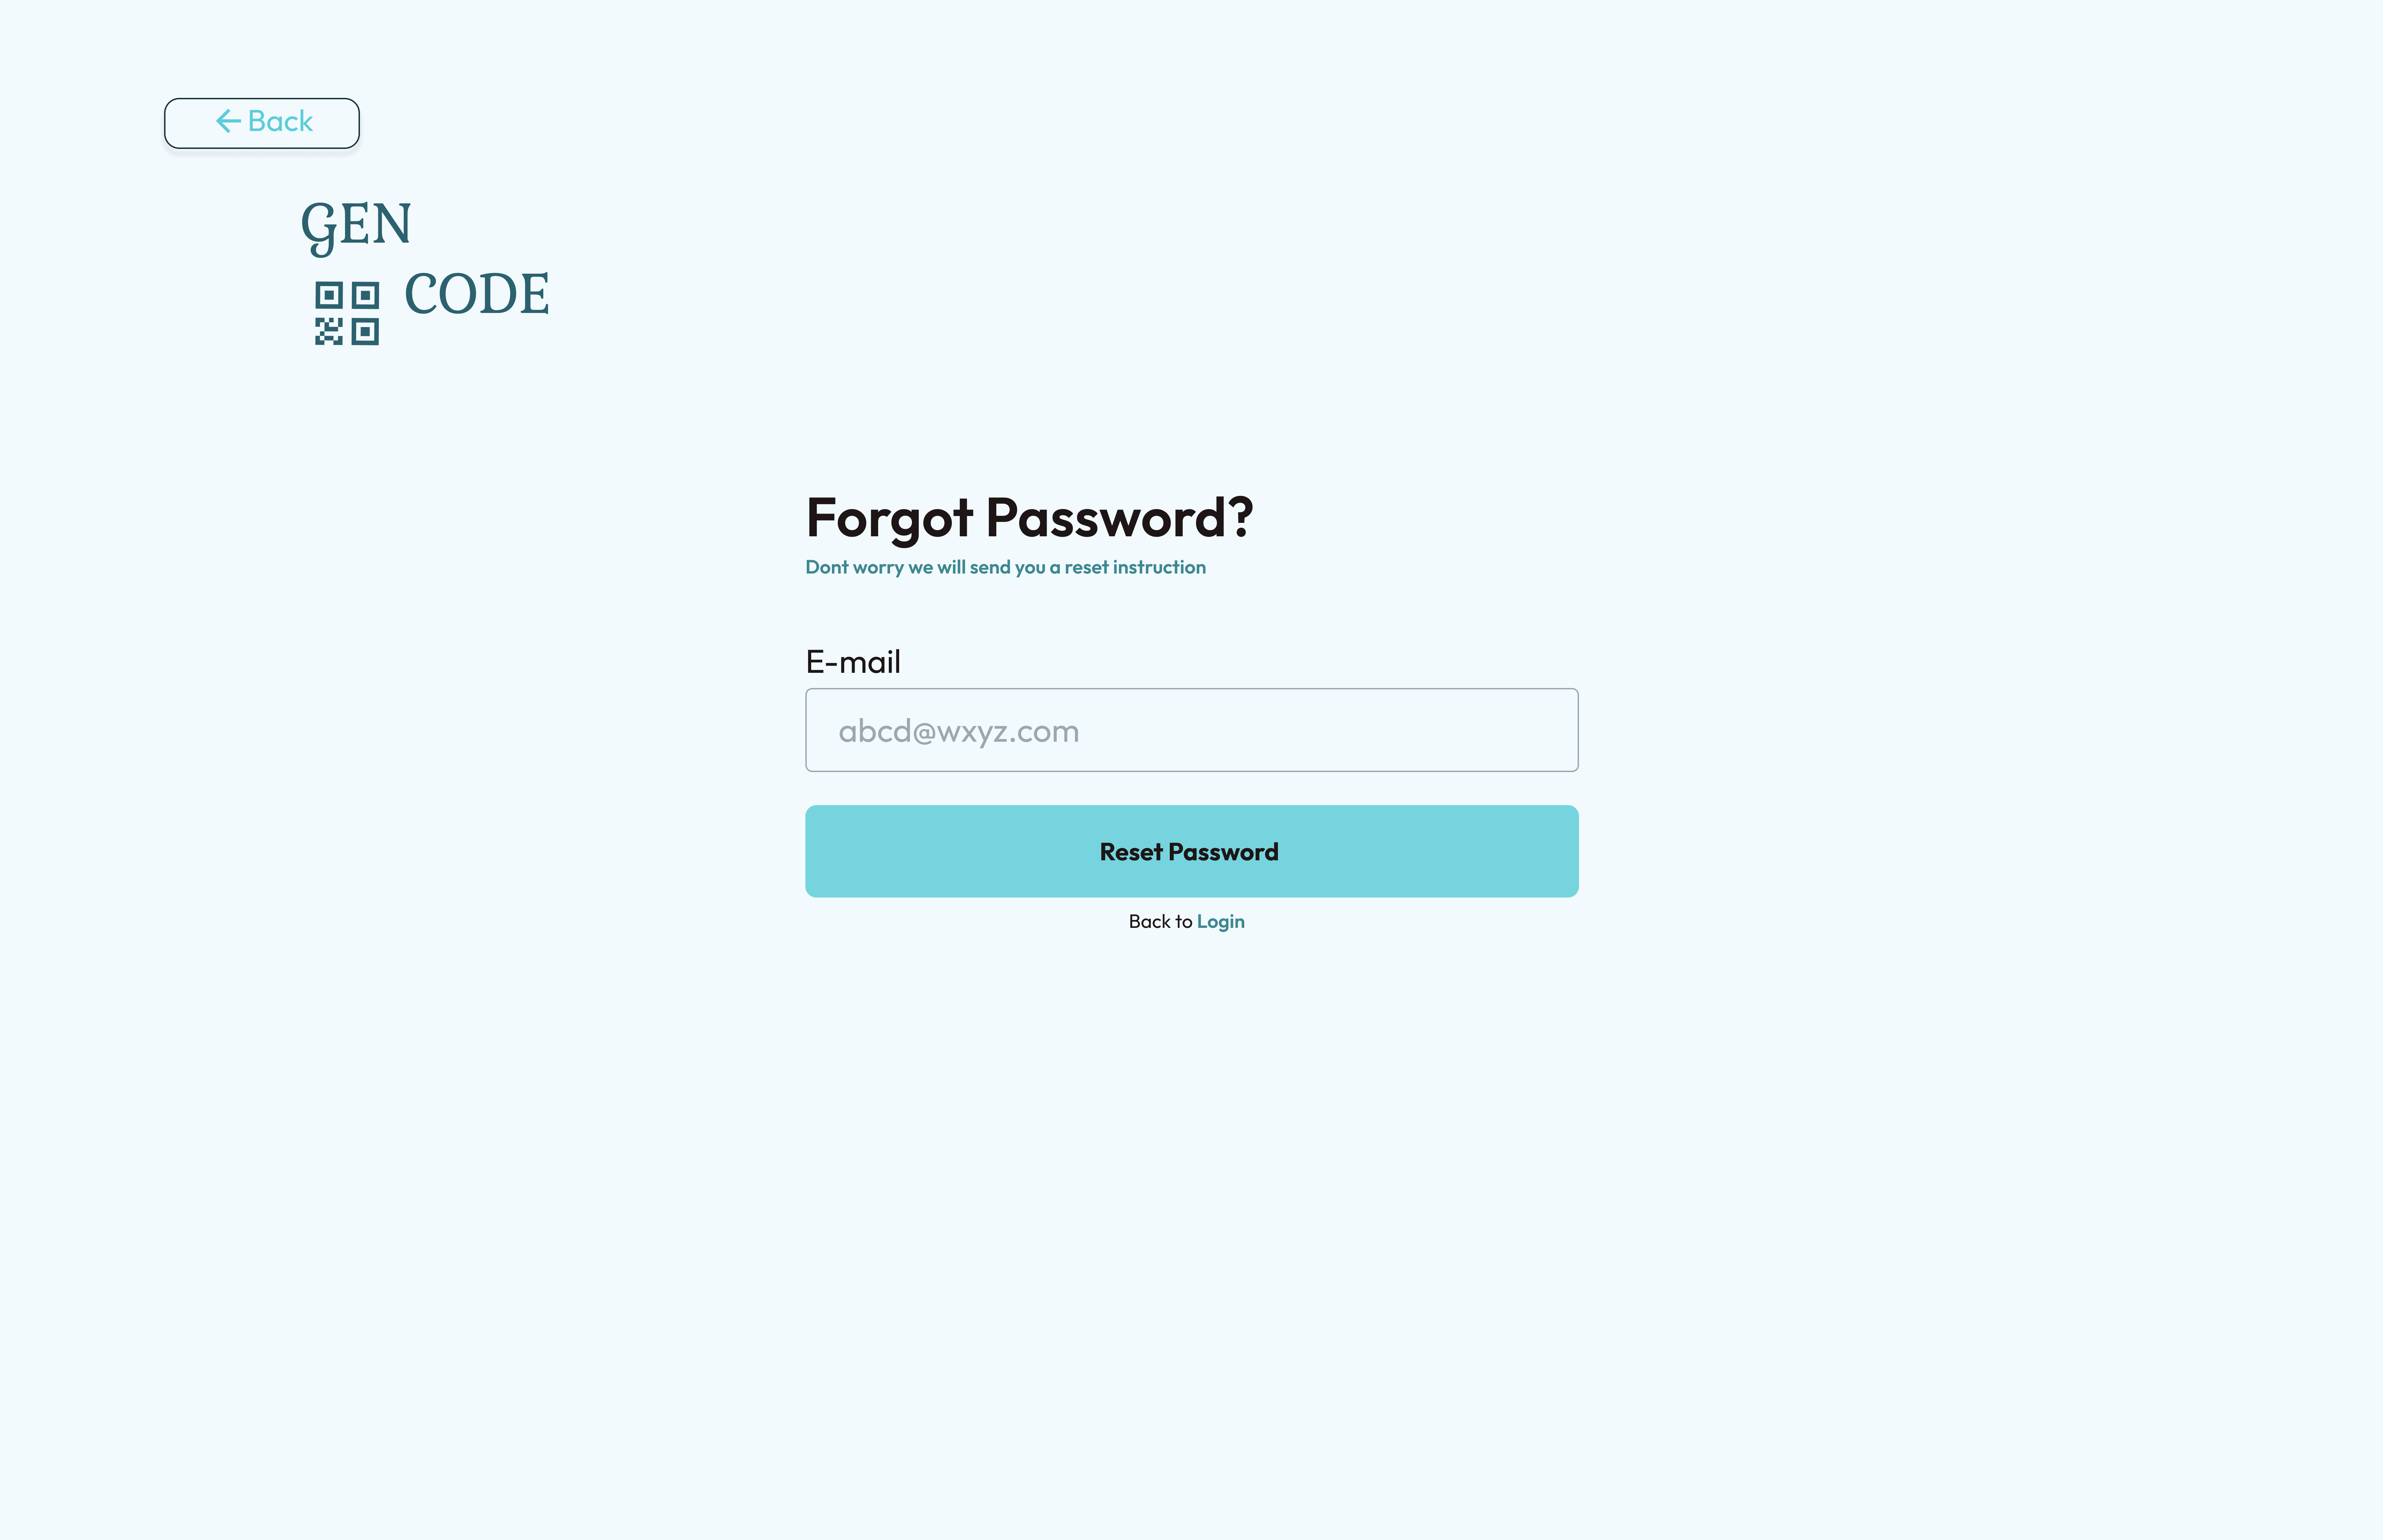 Back
GEN
CODE
Forgot Password?
Dont worry we will send you a reset instruction
E-mail
abcd@wxyz.com
Reset Password
Back to Login